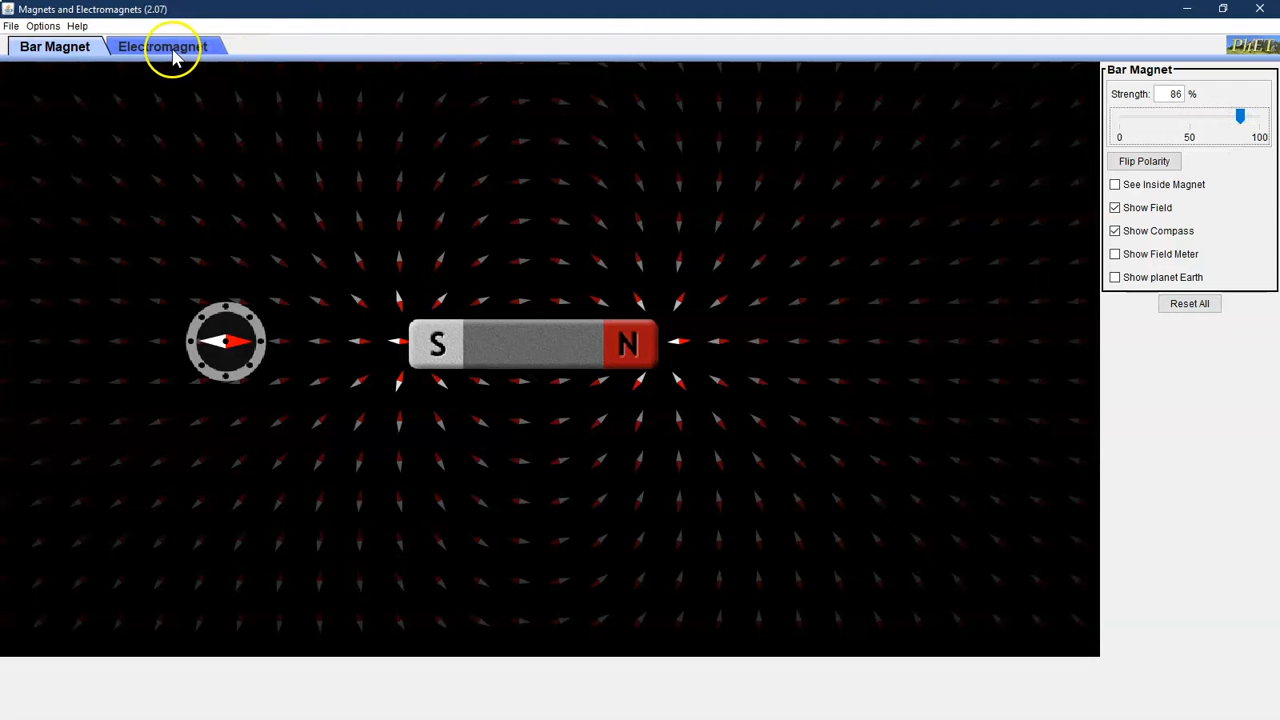 Magnets and Electromagnets (2.07)
File Options Help
Bar Magnet Electromagnet
PhET
Bar Magnet
Strength: 86 %
0 50 100
Flip Polarity
See Inside Magnet
Show Field
Show Compass
Show Field Meter
Show planet Earth
Reset All
S N